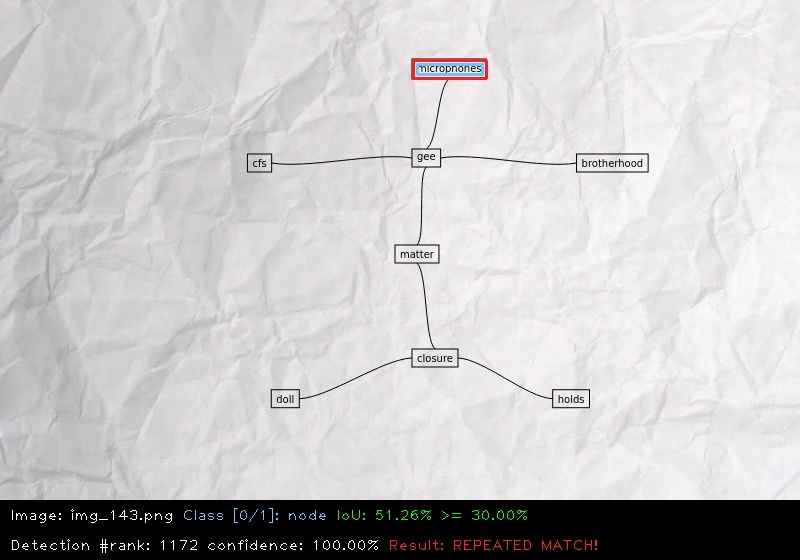 microphones
gee
cfs
brotherhood
matter
closure
doll
holds
Image: img_143.png Class [0/1]: node IoU: 51.26% >= 30.00%
Detection #rank: 1172 confidence: 100.00% Result: REPEATED MATCH!